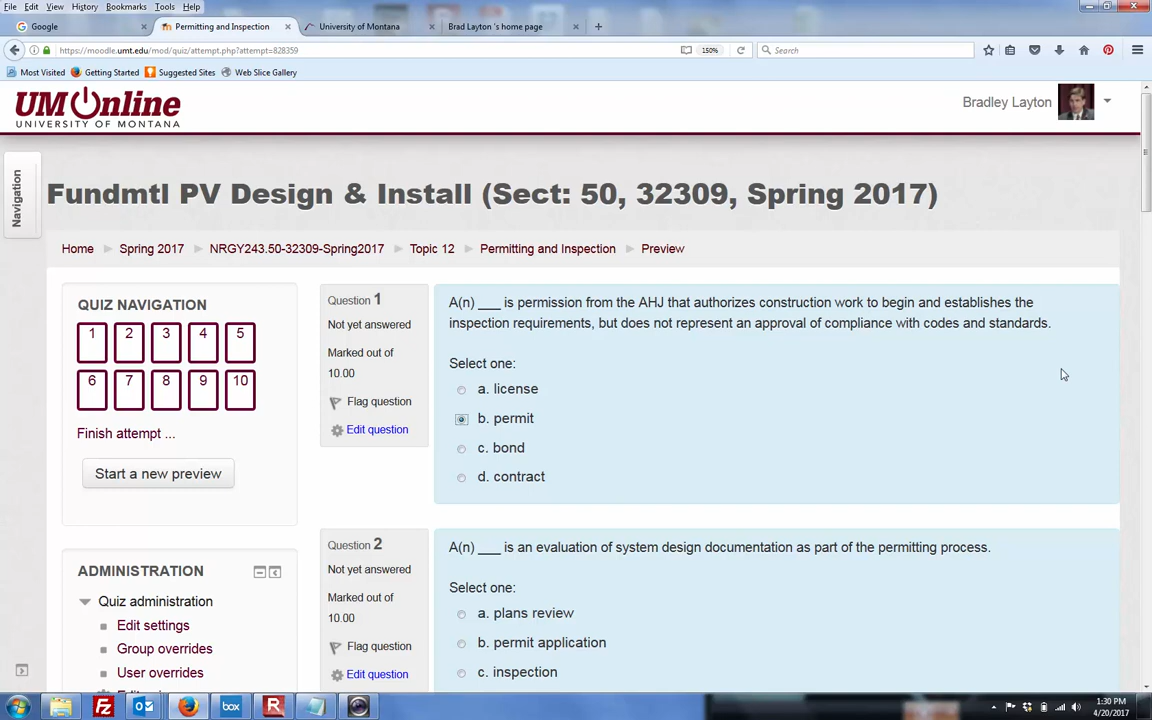 File Edit View History Bookmarks Tools Help
Google
Permitting and Inspection
University of Montana
Brad Layton 's home page
https://moodle.umt.edu/mod/quiz/attempt.php?attempt=828359
150%
Search
Most Visited
Getting Started
Suggested Sites
Web Slice Gallery
UMOnline
UNIVERSITY OF MONTANA
Bradley Layton
Navigation
Fundmtl PV Design & Install (Sect: 50, 32309, Spring 2017)
Home Spring 2017 NRGY243.50-32309-Spring2017 Topic 12 Permitting and Inspection Preview
QUIZ NAVIGATION
1 2 3 4 5
6 7 8 9 10
Finish attempt ...
Start a new preview
ADMINISTRATION
Quiz administration
Edit settings
Group overrides
User overrides
Question 1
Not yet answered
Marked out of
10.00
Flag question
Edit question
A(n) ___ is permission from the AHJ that authorizes construction work to begin and establishes the
inspection requirements, but does not represent an approval of compliance with codes and standards.
Select one:
a. license
b. permit
c. bond
d. contract
Question 2
Not yet answered
Marked out of
10.00
Flag question
Edit question
A(n) ___ is an evaluation of system design documentation as part of the permitting process.
Select one:
a. plans review
b. permit application
c. inspection
box
1:30 PM
4/20/2017